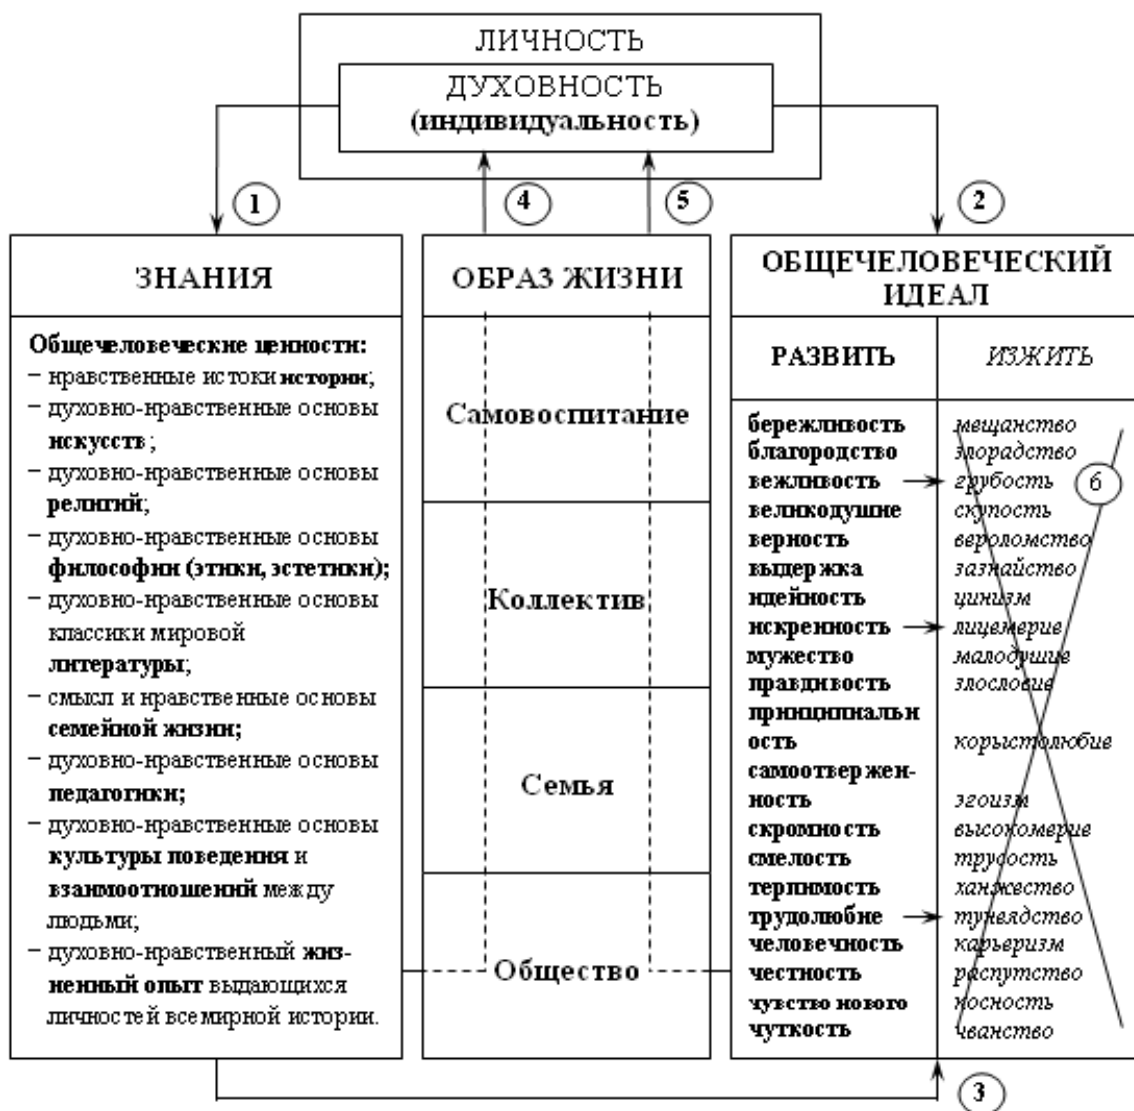 ЛИЧНОСТЬ
ДУХОВНОСТЬ
(индивидуальность)
1
4
5
2
ЗНАНИЯ
Общечеловеческие ценности:
– нравственные истоки истории;
– духовно-нравственные основы
искусств;
– духовно-нравственные основы
религий;
– духовно-нравственные основы
философии (этики, эстетики);
– духовно-нравственные основы
классики мировой
литературы;
– смысл и нравственные основы
семейной жизни;
– духовно-нравственные основы
педагогики;
– духовно-нравственные основы
культуры поведения и
взаимоотношений между
людьми;
– духовно-нравственный жиз-
ненный опыт выдающихся
личностей всемирной истории.
ОБРАЗ ЖИЗНИ
Самовоспитание
Коллектив
Семья
Общество
ОБЩЕЧЕЛОВЕЧЕСКИЙ
ИДЕАЛ
РАЗВИТЬ
ИЗЖИТЬ
бережливость мещанство
благородство злорадство
вежливость грубость
6
великодушие скупость
верность вероломство
выдержка зазнайство
идейность цинизм
искренность лицемерие
мужество малодушие
правдивость злословие
принципиальн
ость корыстолюбие
самоотвержен-
ность эгоизм
скромность высокомерие
смелость трусость
терпимость ханжество
трудолюбие тунеядство
человечность карьеризм
честность распутство
чувство нового косность
чуткость чванство
3